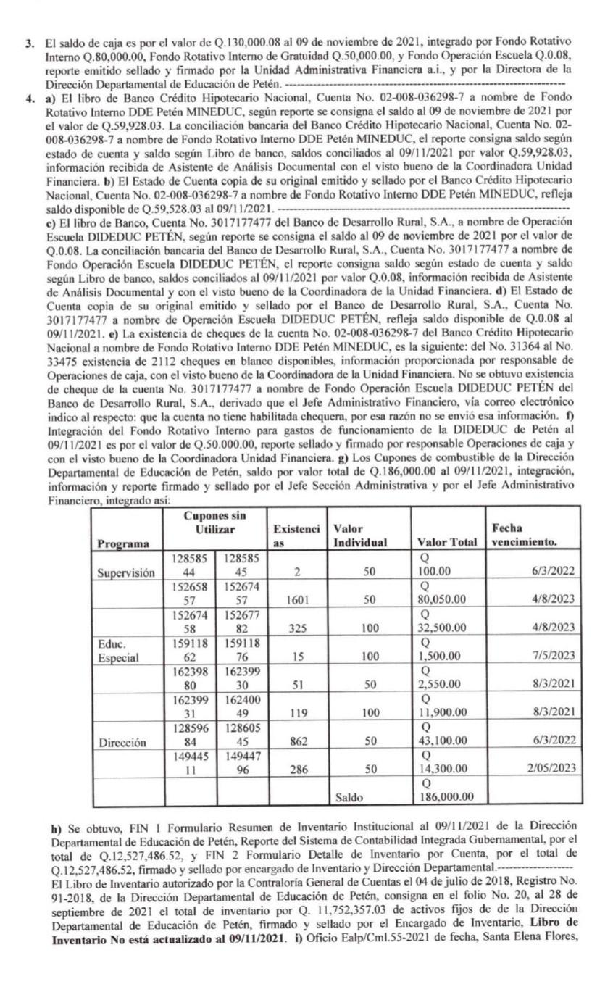 3. El saldo de caja es por el valor de Q.130,000.08 al 09 de noviembre de 2021, integrado por Fondo Rotativo
Interno Q.80,000.00, Fondo Rotativo Interno de Gratuidad Q.50,000.00, y Fondo Operación Escuela Q.0.08,
reporte emitido sellado y firmado por la Unidad Administrativa Financiera a.i., y por la Directora de la
Dirección Departamental de Educación de Petén. ----------------------------------------------------------------------
4. a) El libro de Banco Crédito Hipotecario Nacional, Cuenta No. 02-008-036298-7 a nombre de Fondo
Rotativo Interno DDE Petén MINEDUC, según reporte se consigna el saldo al 09 de noviembre de 2021 por
el valor de Q.59,928.03. La conciliación bancaria del Banco Crédito Hipotecario Nacional, Cuenta No. 02-
008-036298-7 a nombre de Fondo Rotativo Interno DDE Petén MINEDUC, el reporte consigna saldo según
estado de cuenta y saldo según Libro de banco, saldos conciliados al 09/11/2021 por valor Q.59,928.03,
información recibida de Asistente de Análisis Documental con el visto bueno de la Coordinadora Unidad
Financiera. b) El Estado de Cuenta copia de su original emitido y sellado por el Banco Crédito Hipotecario
Nacional, Cuenta No. 02-008-036298-7 a nombre de Fondo Rotativo Interno DDE Petén MINEDUC, refleja
saldo disponible de Q.59,528.03 al 09/11/2021. -------------------------------------------------------------------------
c) El libro de Banco, Cuenta No. 3017177477 del Banco de Desarrollo Rural, S.A., a nombre de Operación
Escuela DIDEDUC PETÉN, según reporte se consigna el saldo al 09 de noviembre de 2021 por el valor de
Q.0.08. La conciliación bancaria del Banco de Desarrollo Rural, S.A., Cuenta No. 3017177477 a nombre de
Fondo Operación Escuela DIDEDUC PETÉN, el reporte consigna saldo según estado de cuenta y saldo
según Libro de banco, saldos conciliados al 09/11/2021 por valor Q.0.08, información recibida de Asistente
de Análisis Documental y con el visto bueno de la Coordinadora de la Unidad Financiera. d) El Estado de
Cuenta copia de su original emitido y sellado por el Banco de Desarrollo Rural, S.A., Cuenta No.
3017177477 a nombre de Operación Escuela DIDEDUC PETÉN, refleja saldo disponible de Q.0.08 al
09/11/2021. e) La existencia de cheques de la cuenta No. 02-008-036298-7 del Banco Crédito Hipotecario
Nacional a nombre de Fondo Rotativo Interno DDE Petén MINEDUC, es la siguiente: del No. 31364 al No.
33475 existencia de 2112 cheques en blanco disponibles, información proporcionada por responsable de
Operaciones de caja, con el visto bueno de la Coordinadora de la Unidad Financiera. No se obtuvo existencia
de cheque de la cuenta No. 3017177477 a nombre de Fondo Operación Escuela DIDEDUC PETÉN del
Banco de Desarrollo Rural, S.A., derivado que el Jefe Administrativo Financiero, vía correo electrónico
indico al respecto: que la cuenta no tiene habilitada chequera, por esa razón no se envió esa información. f)
Integración del Fondo Rotativo Interno para gastos de funcionamiento de la DIDEDUC de Petén al
09/11/2021 es por el valor de Q.50.000.00, reporte sellado y firmado por responsable Operaciones de caja y
con el visto bueno de la Coordinadora Unidad Financiera. g) Los Cupones de combustible de la Dirección
Departamental de Educación de Petén, saldo por valor total de Q.186,000.00 al 09/11/2021, integración,
información y reporte firmado y sellado por el Jefe Sección Administrativa y por el Jefe Administrativo
Financiero, integrado así:
Cupones sin
Utilizar Existenci Valor Fecha
Programa as Individual Valor Total vencimiento.
128585 128585 Q
Supervisión 44 45 2 50 100.00 6/3/2022
152658 152674 Q
57 57 1601 50 80,050.00 4/8/2023
152674 152677 Q
58 82 325 100 32,500.00 4/8/2023
Educ. 159118 159118 Q
Especial 62 76 15 100 1,500.00 7/5/2023
162398 162399 Q
80 30 51 50 2,550.00 8/3/2021
162399 162400 Q
31 49 119 100 11,900.00 8/3/2021
128596 128605 Q
Dirección 84 45 862 50 43,100.00 6/3/2022
149445 149447 Q
11 96 286 50 14,300.00 2/05/2023
Q
Saldo 186,000.00
h) Se obtuvo, FIN 1 Formulario Resumen de Inventario Institucional al 09/11/2021 de la Dirección
Departamental de Educación de Petén, Reporte del Sistema de Contabilidad Integrada Gubernamental, por el
total de Q.12,527,486.52, y FIN 2 Formulario Detalle de Inventario por Cuenta, por el total de
Q.12,527,486.52, firmado y sellado por encargado de Inventario y Dirección Departamental.-------------------
El Libro de Inventario autorizado por la Contraloría General de Cuentas el 04 de julio de 2018, Registro No.
91-2018, de la Dirección Departamental de Educación de Petén, consigna en el folio No. 20, al 28 de
septiembre de 2021 el total de inventario por Q. 11,752,357.03 de activos fijos de de la Dirección
Departamental de Educación de Petén, firmado y sellado por el Encargado de Inventario, Libro de
Inventario No está actualizado al 09/11/2021. i) Oficio Ealp/Cml.55-2021 de fecha, Santa Elena Flores,